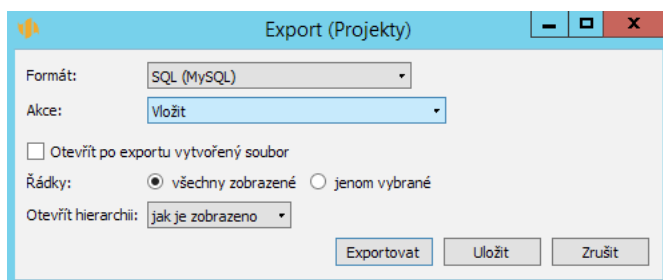 Export (Projekty)
Formát: SQL (MySQL)
Akce: Vložit
Otevřít po exportu vytvořený soubor
Řádky: všechny zobrazené jenom vybrané
Otevřít hierarchii: jak je zobrazeno
Exportovat Uložit Zrušit